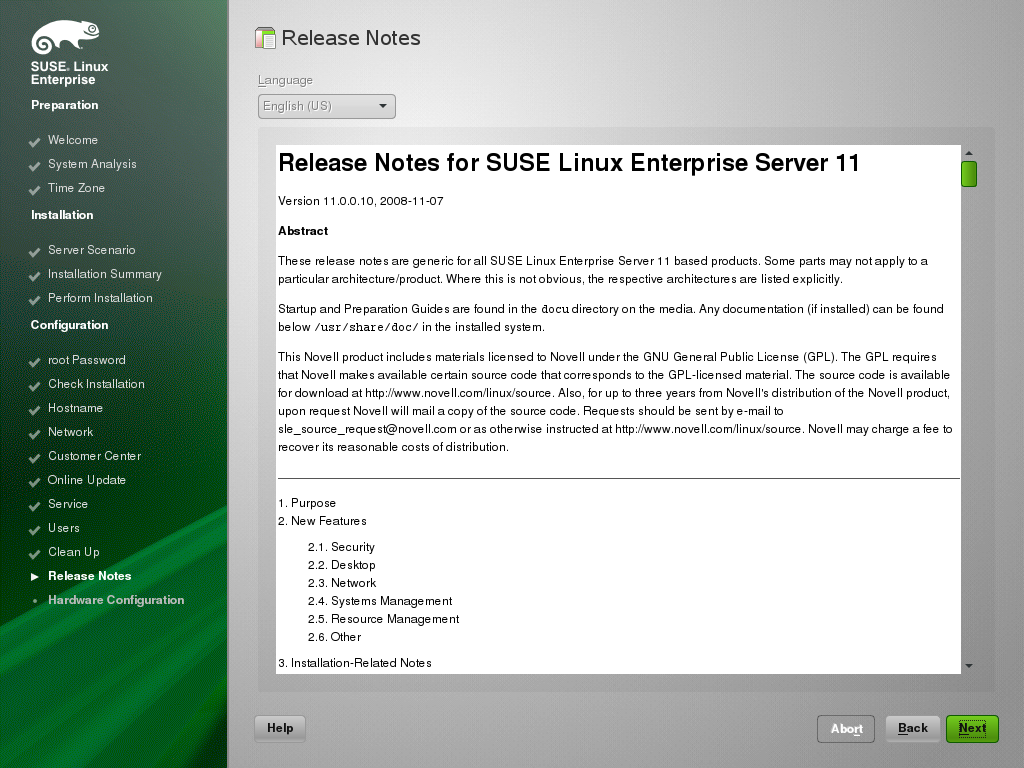 SUSE. Linux
Enterprise
Preparation
Welcome
System Analysis
Time Zone
Installation
Server Scenario
Installation Summary
Perform Installation
Configuration
root Password
Check Installation
Hostname
Network
Customer Center
Online Update
Service
Users
Clean Up
Release Notes
Hardware Configuration
Release Notes
Language
English (US)
Release Notes for SUSE Linux Enterprise Server 11
Version 11.0.0.10, 2008-11-07
Abstract
These release notes are generic for all SUSE Linux Enterprise Server 11 based products. Some parts may not apply to a
particular architecture/product. Where this is not obvious, the respective architectures are listed explicitly.
Startup and Preparation Guides are found in the docu directory on the media. Any documentation (if installed) can be found
below /usr/share/doc/ in the installed system.
This Novell product includes materials licensed to Novell under the GNU General Public License (GPL). The GPL requires
that Novell makes available certain source code that corresponds to the GPL-licensed material. The source code is available
for download at http://www.novell.com/linux/source. Also, for up to three years from Novell's distribution of the Novell product,
upon request Novell will mail a copy of the source code. Requests should be sent by e-mail to
sle_source_request@novell.com or as otherwise instructed at http://www.novell.com/linux/source. Novell may charge a fee to
recover its reasonable costs of distribution.
1. Purpose
2. New Features
2.1. Security
2.2. Desktop
2.3. Network
2.4. Systems Management
2.5. Resource Management
2.6. Other
3. Installation-Related Notes
Help
Abort
Back
Next